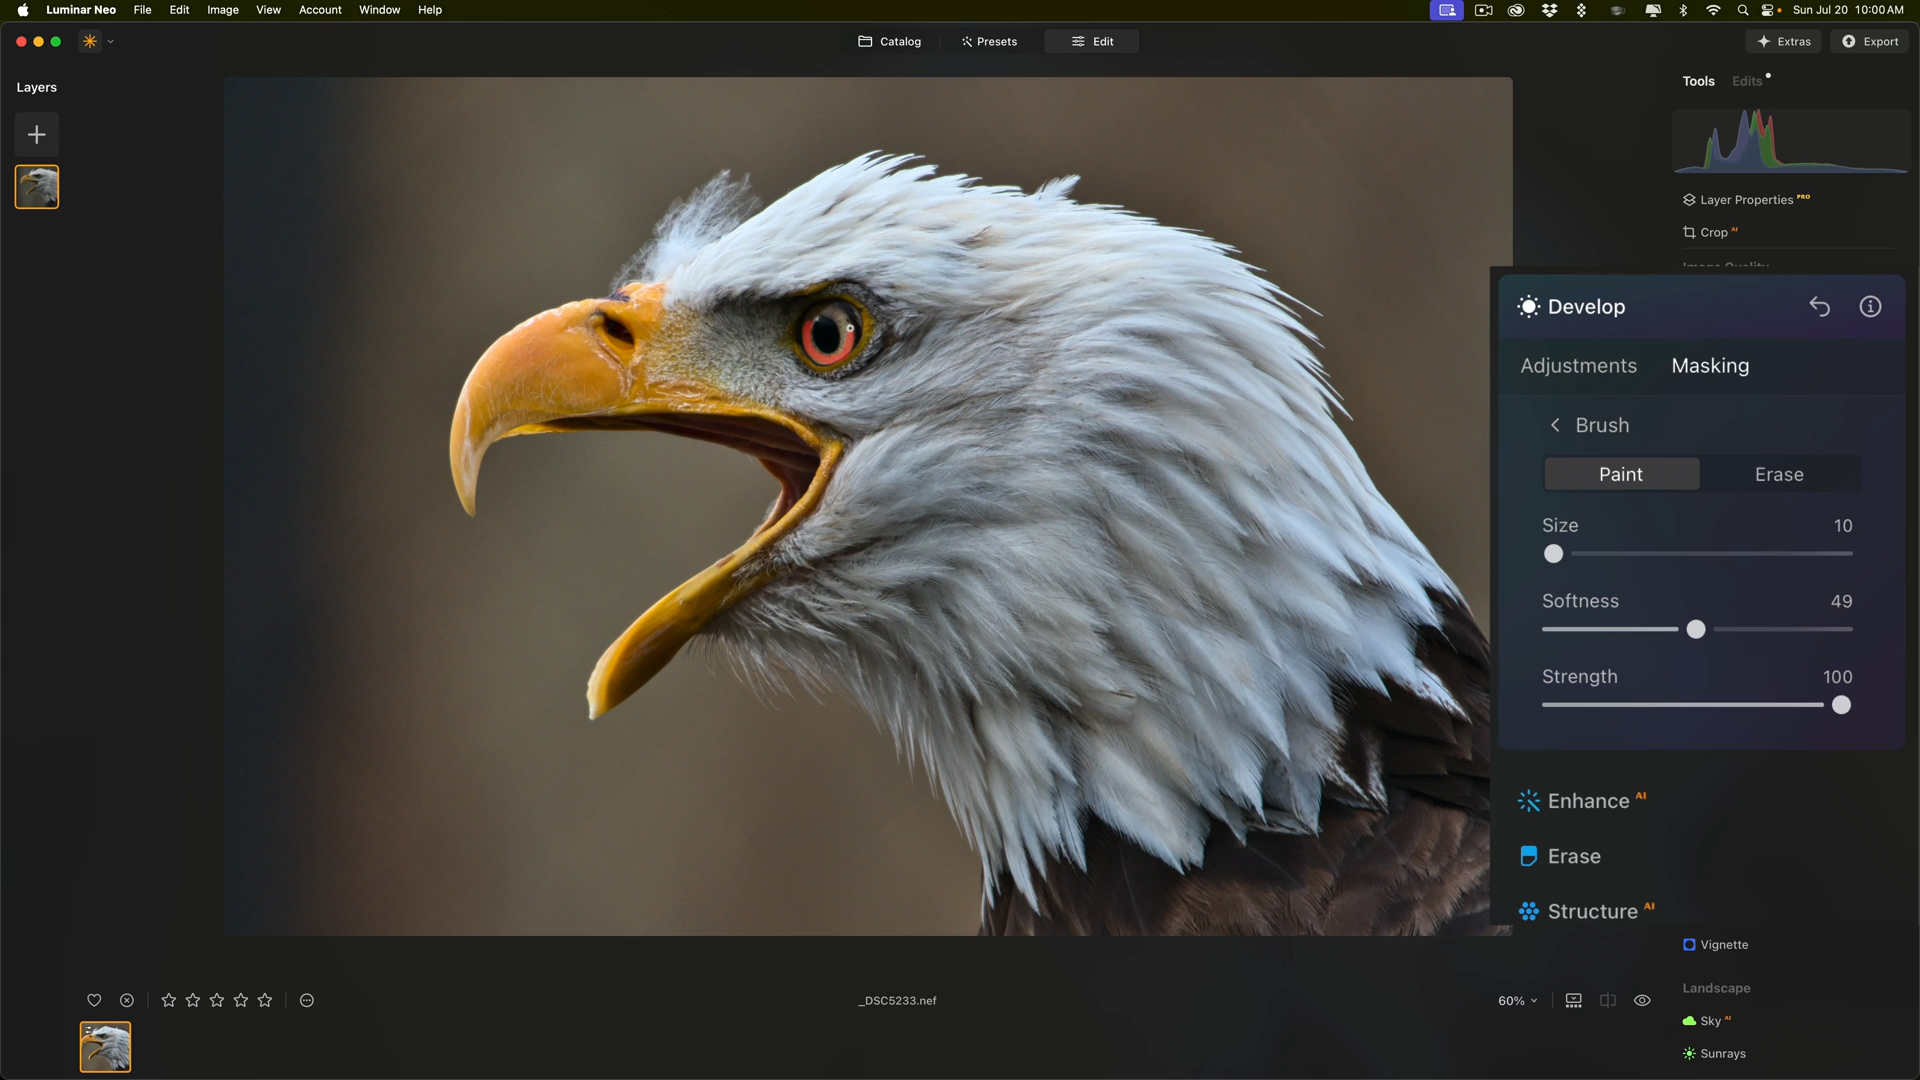 Luminar Neo File Edit Image View Account Window Help Sun Jul 20 10:00 AM
Catalog Presets Edit Extras Export
Layers
Tools Edits
Layer Properties PRO
Crop AI
Image Quality
Develop
Adjustments Masking
Brush
Paint Erase
Size 10
Softness 49
Strength 100
Enhance AI
Erase
Structure AI
Vignette
Landscape
Sky AI
Sunrays
_DSC5233.nef 60%